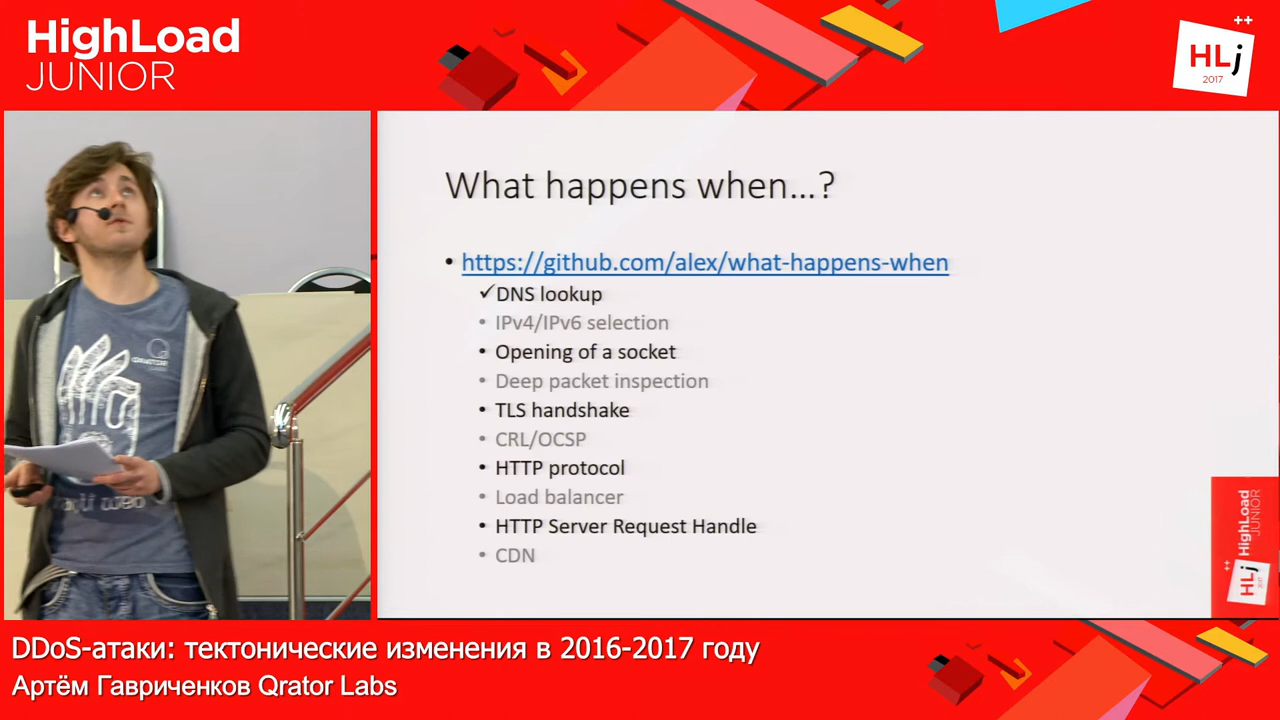 HighLoad
JUNIOR
++
HLj
2017
What happens when...?
• https://github.com/alex/what-happens-when
✓DNS lookup
• IPv4/IPv6 selection
• Opening of a socket
• Deep packet inspection
• TLS handshake
• CRL/OCSP
• HTTP protocol
• Load balancer
• HTTP Server Request Handle
• CDN
HighLoad
JUNIOR
++
HLj
2017
DDoS-атаки: тектонические изменения в 2016-2017 году
Артём Гавриченков Qrator Labs